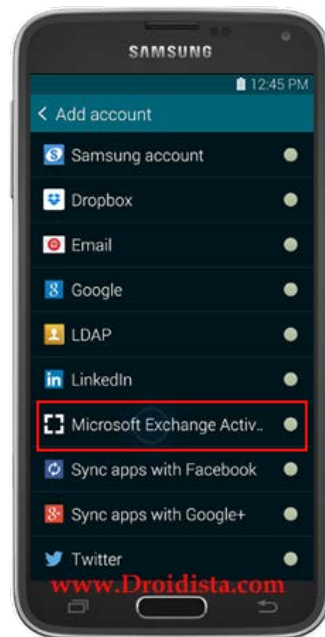 SAMSUNG
12:45 PM
< Add account
Samsung account
Dropbox
Email
Google
LDAP
in LinkedIn
Microsoft Exchange Activ..
Sync apps with Facebook
Sync apps with Google+
Twitter
www.Droidista.com